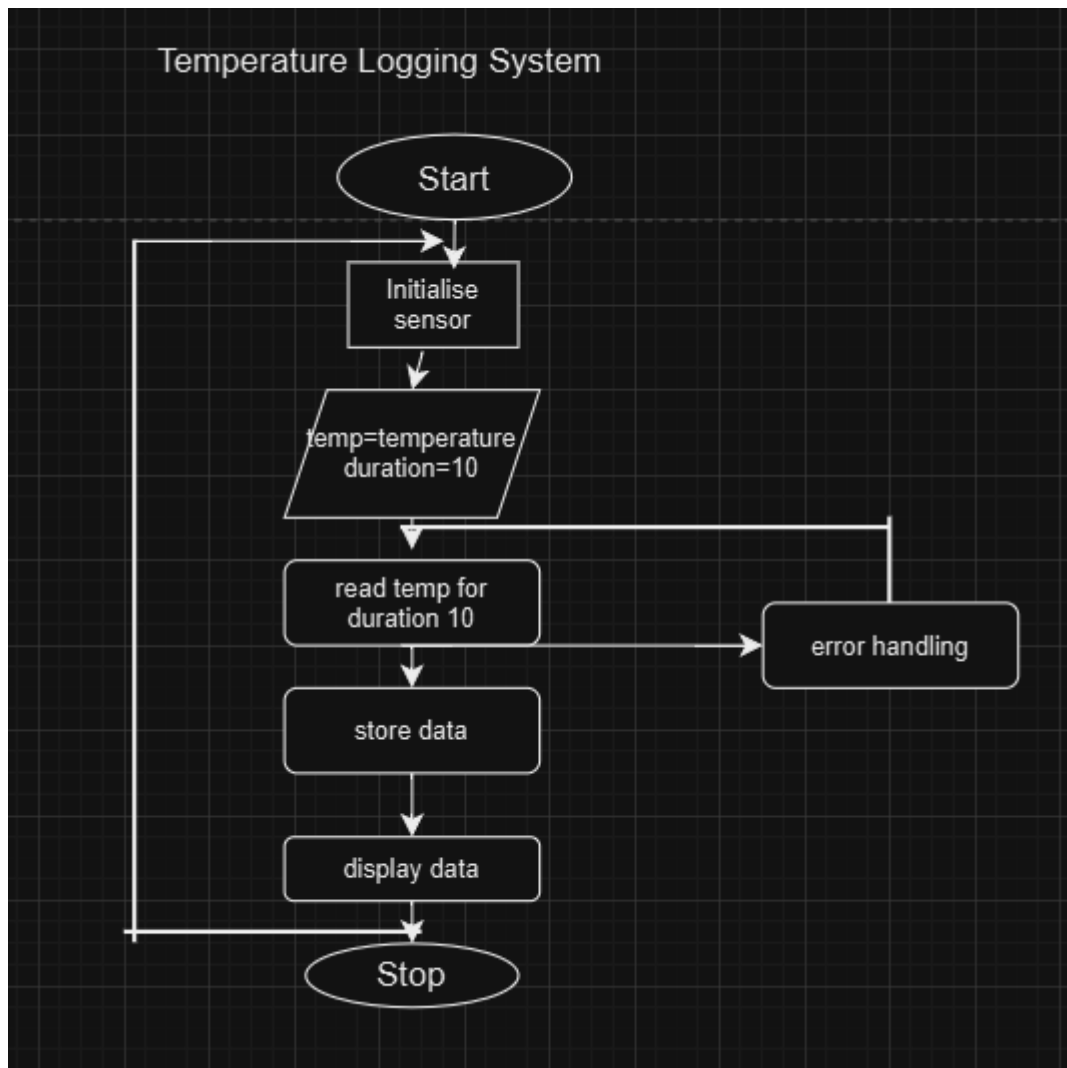 Temperature Logging System
Start
Initialise
sensor
temp=temperature
duration=10
read temp for
duration 10
error handling
store data
display data
Stop